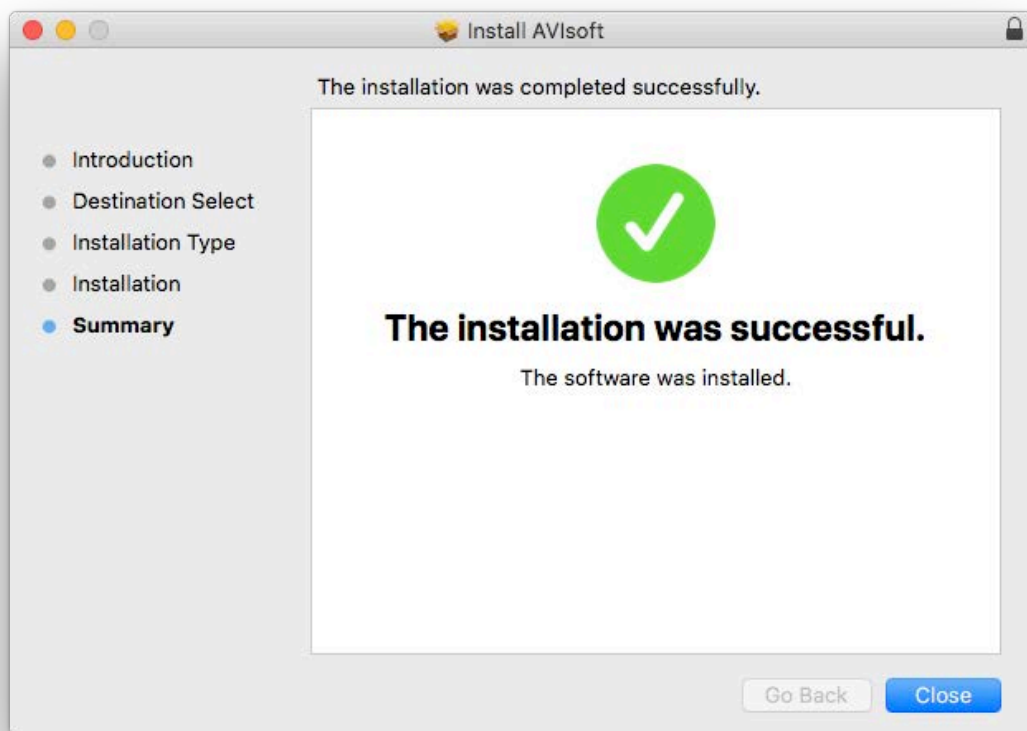 Install AVIsoft
The installation was completed successfully.
Introduction
Destination Select
Installation Type
Installation
Summary
The installation was successful.
The software was installed.
Go Back
Close